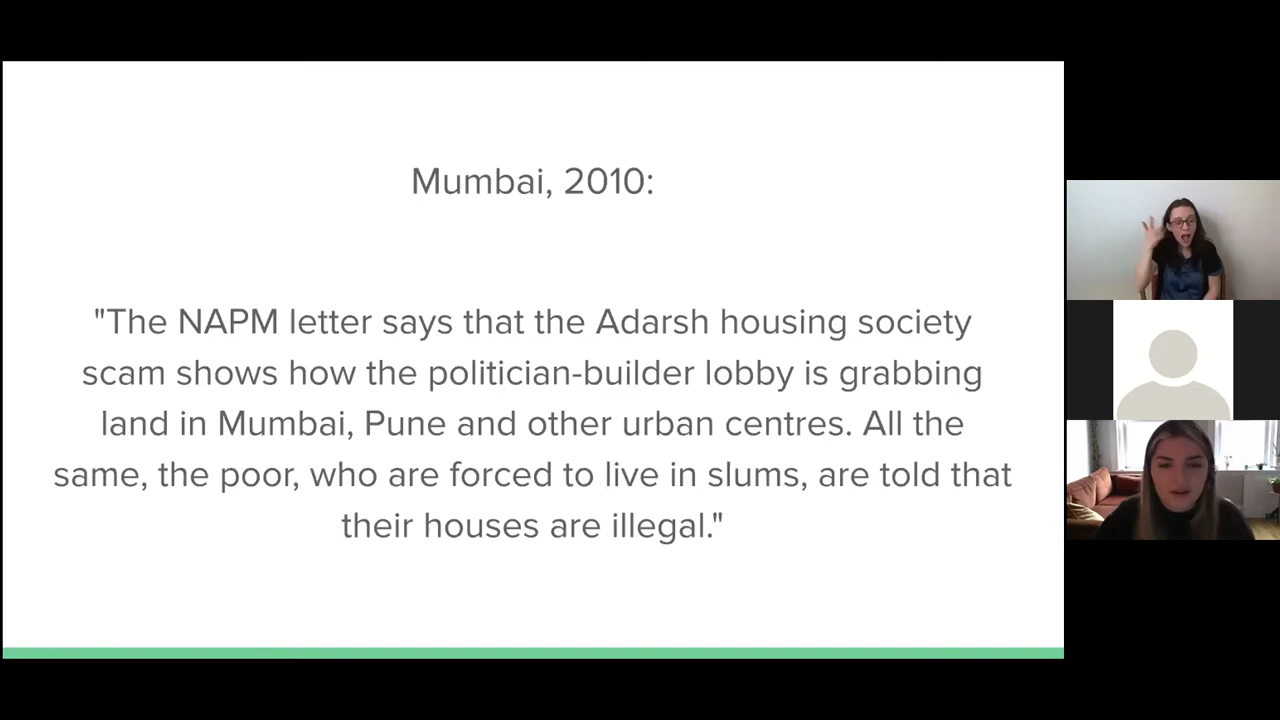 Mumbai, 2010:
"The NAPM letter says that the Adarsh housing society
scam shows how the politician-builder lobby is grabbing
land in Mumbai, Pune and other urban centres. All the
same, the poor, who are forced to live in slums, are told that
their houses are illegal."